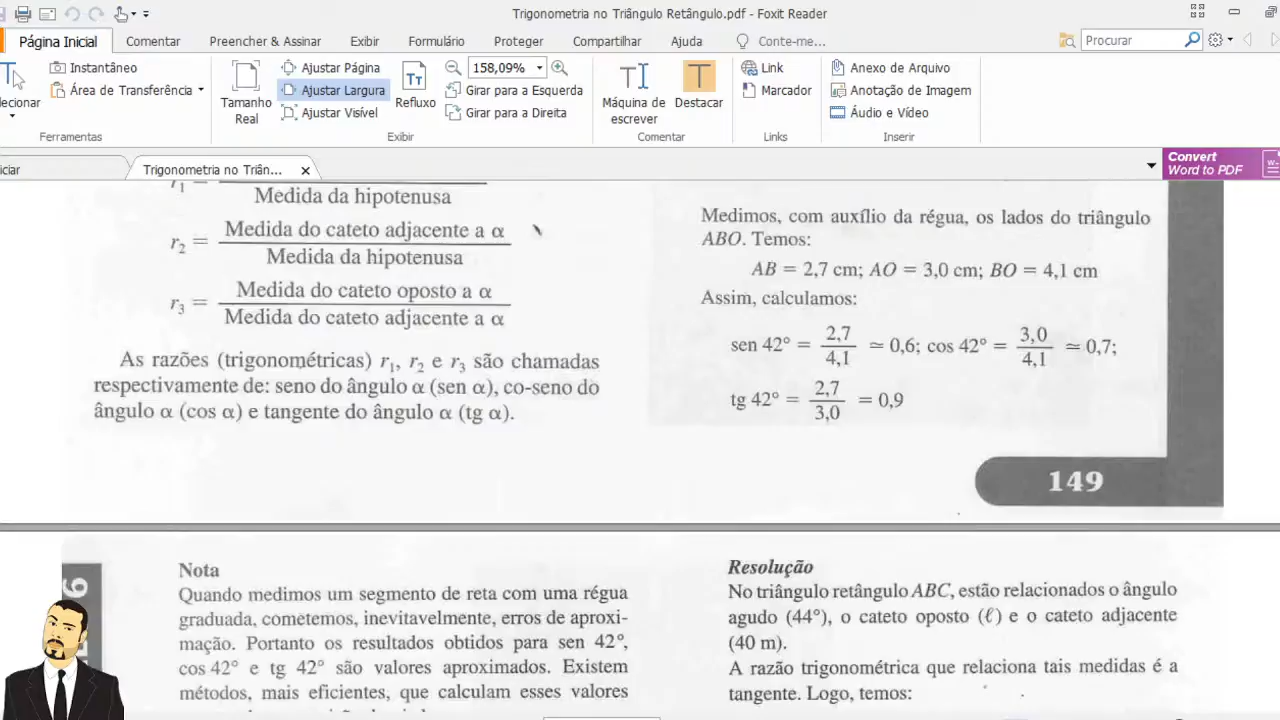 Trigonometria no Triângulo Retângulo.pdf - Foxit Reader
Página Inicial Comentar Preencher & Assinar Exibir Formulário Proteger Compartilhar Ajuda Conte-me... Procurar
Instantâneo
Área de Transferência
Ferramentas
Tamanho Real
Ajustar Página
Ajustar Largura
Ajustar Visível
Refluxo
158,09%
Girar para a Esquerda
Girar para a Direita
Exibir
Máquina de escrever
Destacar
Comentar
Link
Marcador
Links
Anexo de Arquivo
Anotação de Imagem
Áudio e Vídeo
Inserir
iciar
Trigonometria no Triân...
Convert
Word to PDF
r₁ =
Medida da hipotenusa
r₂ = Medida do cateto adjacente a α
Medida da hipotenusa
r₃ = Medida do cateto oposto a α
Medida do cateto adjacente a α
As razões (trigonométricas) r₁, r₂ e r₃ são chamadas
respectivamente de: seno do ângulo α (sen α), co-seno do
ângulo α (cos α) e tangente do ângulo α (tg α).
Medimos, com auxílio da régua, os lados do triângulo
ABO. Temos:
AB = 2,7 cm; AO = 3,0 cm; BO = 4,1 cm
Assim, calculamos:
sen 42° = 2,7/4,1 ≃ 0,6; cos 42° = 3,0/4,1 ≃ 0,7;
tg 42° = 2,7/3,0 = 0,9
149
Nota
Quando medimos um segmento de reta com uma régua
graduada, cometemos, inevitavelmente, erros de aproxi-
mação. Portanto os resultados obtidos para sen 42°,
cos 42° e tg 42° são valores aproximados. Existem
métodos, mais eficientes, que calculam esses valores
Resolução
No triângulo retângulo ABC, estão relacionados o ângulo
agudo (44°), o cateto oposto (ℓ) e o cateto adjacente
(40 m).
A razão trigonométrica que relaciona tais medidas é a
tangente. Logo, temos: